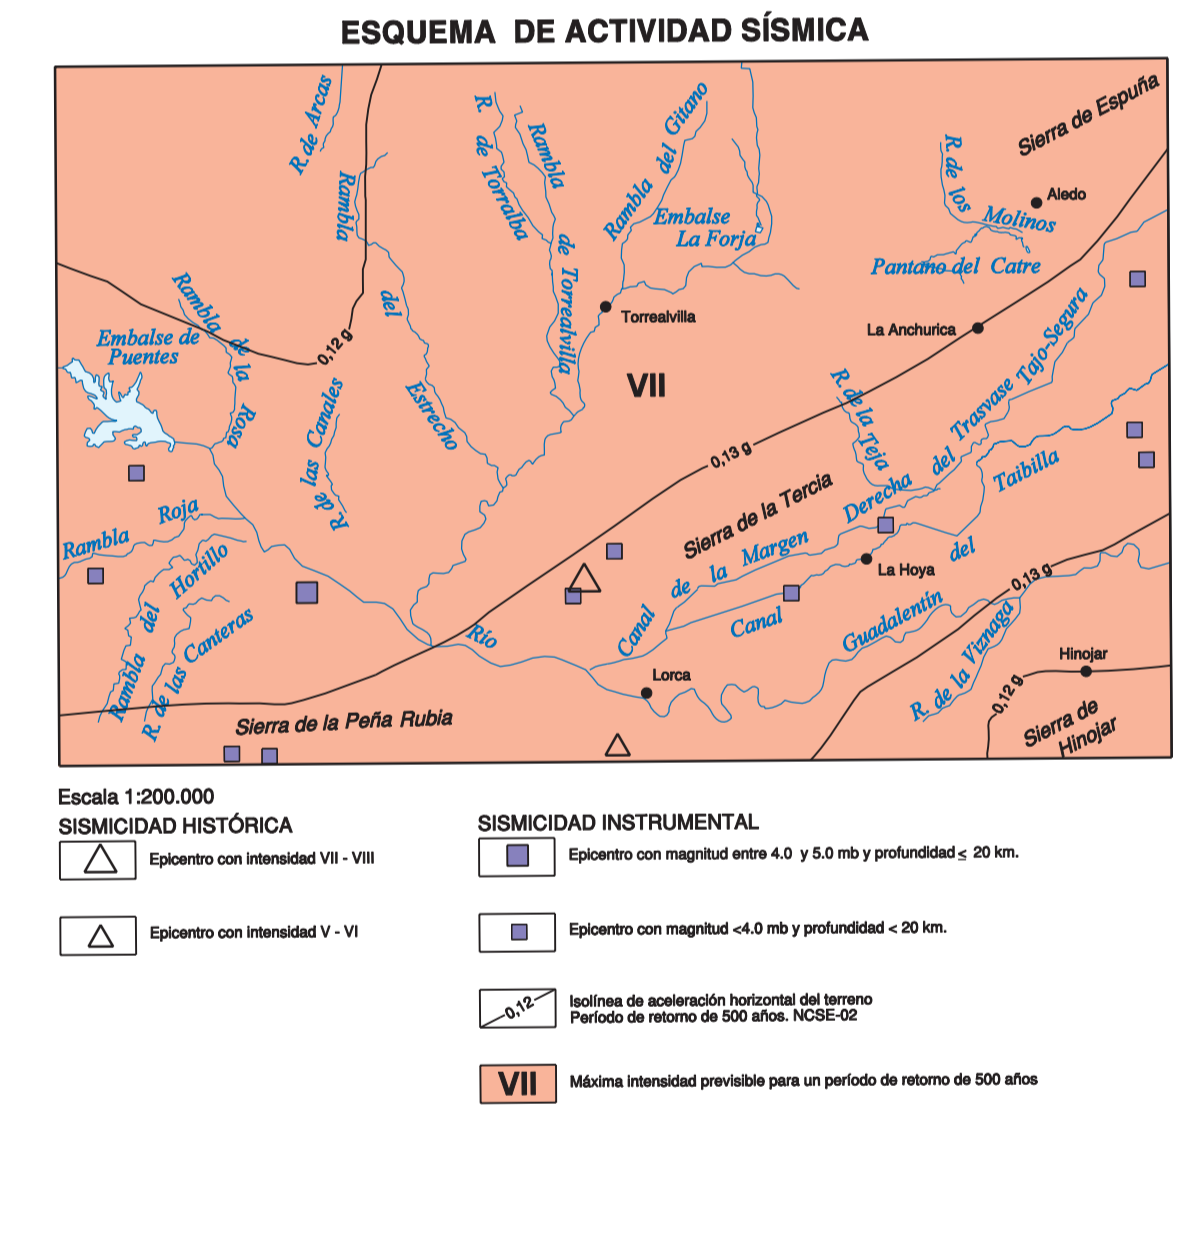 ESQUEMA DE ACTIVIDAD SÍSMICA
R. de Arcas
Rambla
del
Estrecho
R. de Torralba
Rambla
de Torrealvilla
Rambla del Gitano
Embalse
La Forja
R. de los
Molinos
Sierra de Espuña
Aledo
Pantano del Catre
Rambla
de la
Rosa
Embalse de
Puentes
0,12 g
Torrealvilla
La Anchurica
VII
R. de las Canales
R. de la Teja
0,13 g
Sierra de la Tercia
Canal
de la Margen
Derecha
del
Trasvase
Tajo-Segura
Canal
del
Taibilla
Rambla
Roja
Rambla
del
Hortillo
R. de las Canteras
La Hoya
0,13 g
Río
Guadalentín
R. de la Viznaga
Hinojar
Lorca
0,12 g
Sierra de la Peña Rubia
Sierra de
Hinojar
Escala 1:200.000
SISMICIDAD HISTÓRICA
Epicentro con intensidad VII - VIII
Epicentro con intensidad V - VI
SISMICIDAD INSTRUMENTAL
Epicentro con magnitud entre 4.0 y 5.0 mb y profundidad ≤ 20 km.
Epicentro con magnitud <4.0 mb y profundidad < 20 km.
0,12
Isolínea de aceleración horizontal del terreno
Período de retorno de 500 años. NCSE-02
VII
Máxima intensidad previsible para un período de retorno de 500 años